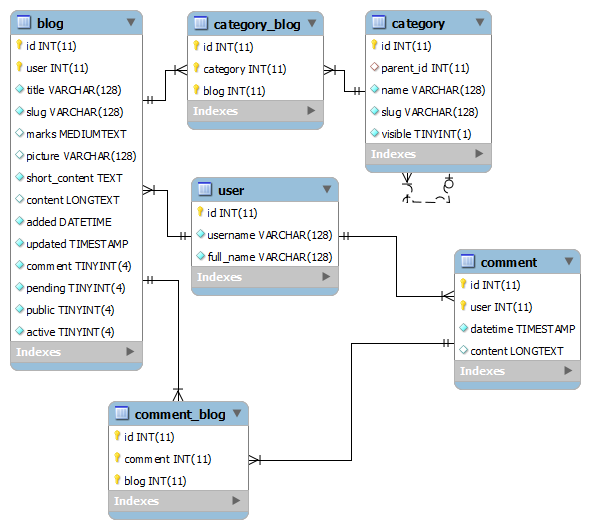 blog
id INT(11)
user INT(11)
title VARCHAR(128)
slug VARCHAR(128)
marks MEDIUMTEXT
picture VARCHAR(128)
short_content TEXT
content LONGTEXT
added DATETIME
updated TIMESTAMP
comment TINYINT(4)
pending TINYINT(4)
public TINYINT(4)
active TINYINT(4)
Indexes
category_blog
id INT(11)
category INT(11)
blog INT(11)
Indexes
category
id INT(11)
parent_id INT(11)
name VARCHAR(128)
slug VARCHAR(128)
visible TINYINT(1)
Indexes
user
id INT(11)
username VARCHAR(128)
full_name VARCHAR(128)
Indexes
comment
id INT(11)
user INT(11)
datetime TIMESTAMP
content LONGTEXT
Indexes
comment_blog
id INT(11)
comment INT(11)
blog INT(11)
Indexes